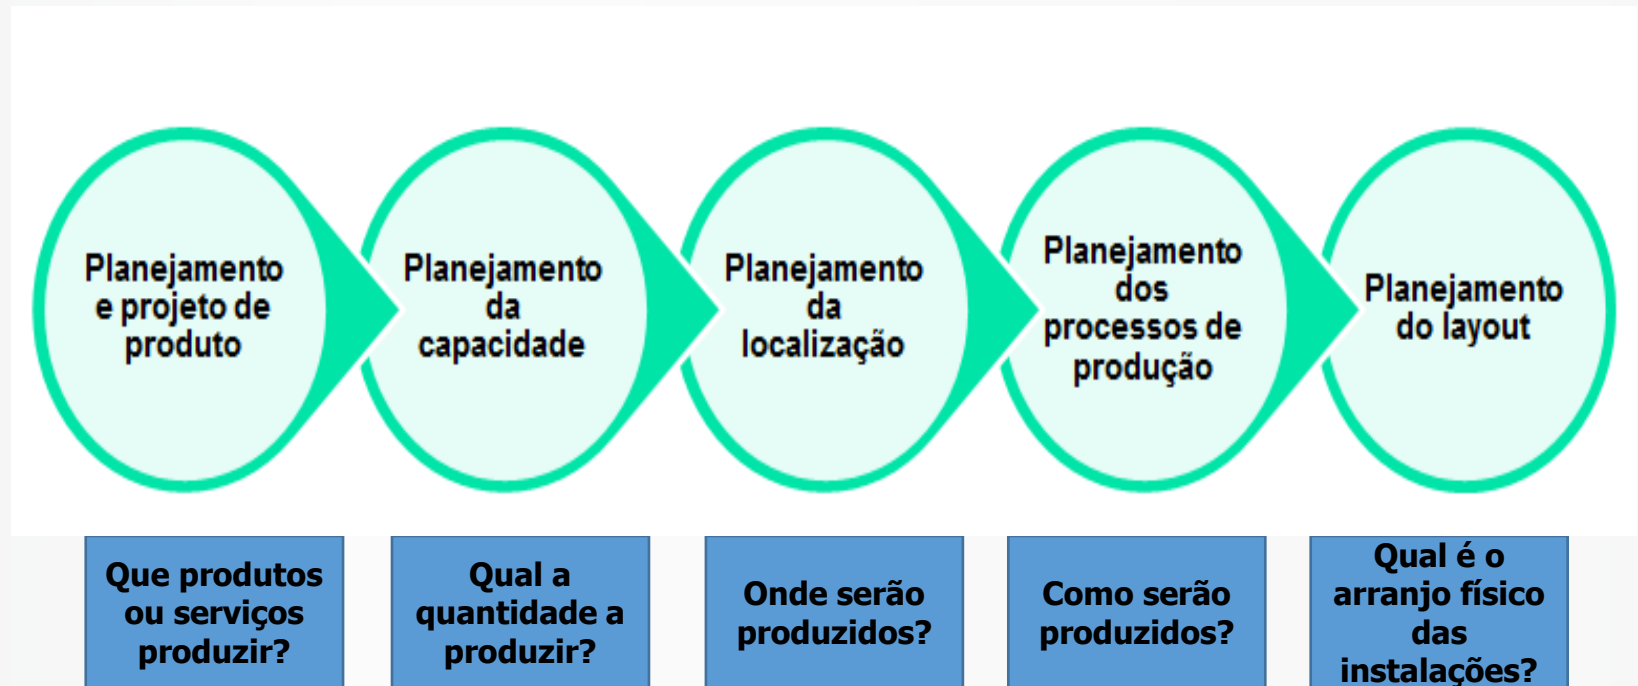 Planejamento
e projeto de
produto
Planejamento
da
capacidade
Planejamento
da
localização
Planejamento
dos
processos de
produção
Planejamento
do layout
Que produtos
ou serviços
produzir?
Qual a
quantidade a
produzir?
Onde serão
produzidos?
Como serão
produzidos?
Qual é o
arranjo físico
das
instalações?